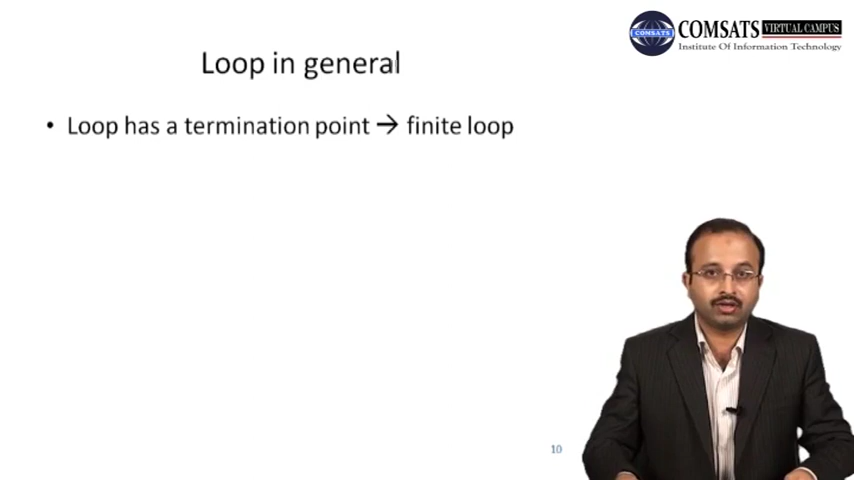 COMSATS VIRTUAL CAMPUS
COMSATS
Institute Of Information Technology
Loop in general
• Loop has a termination point → finite loop
10